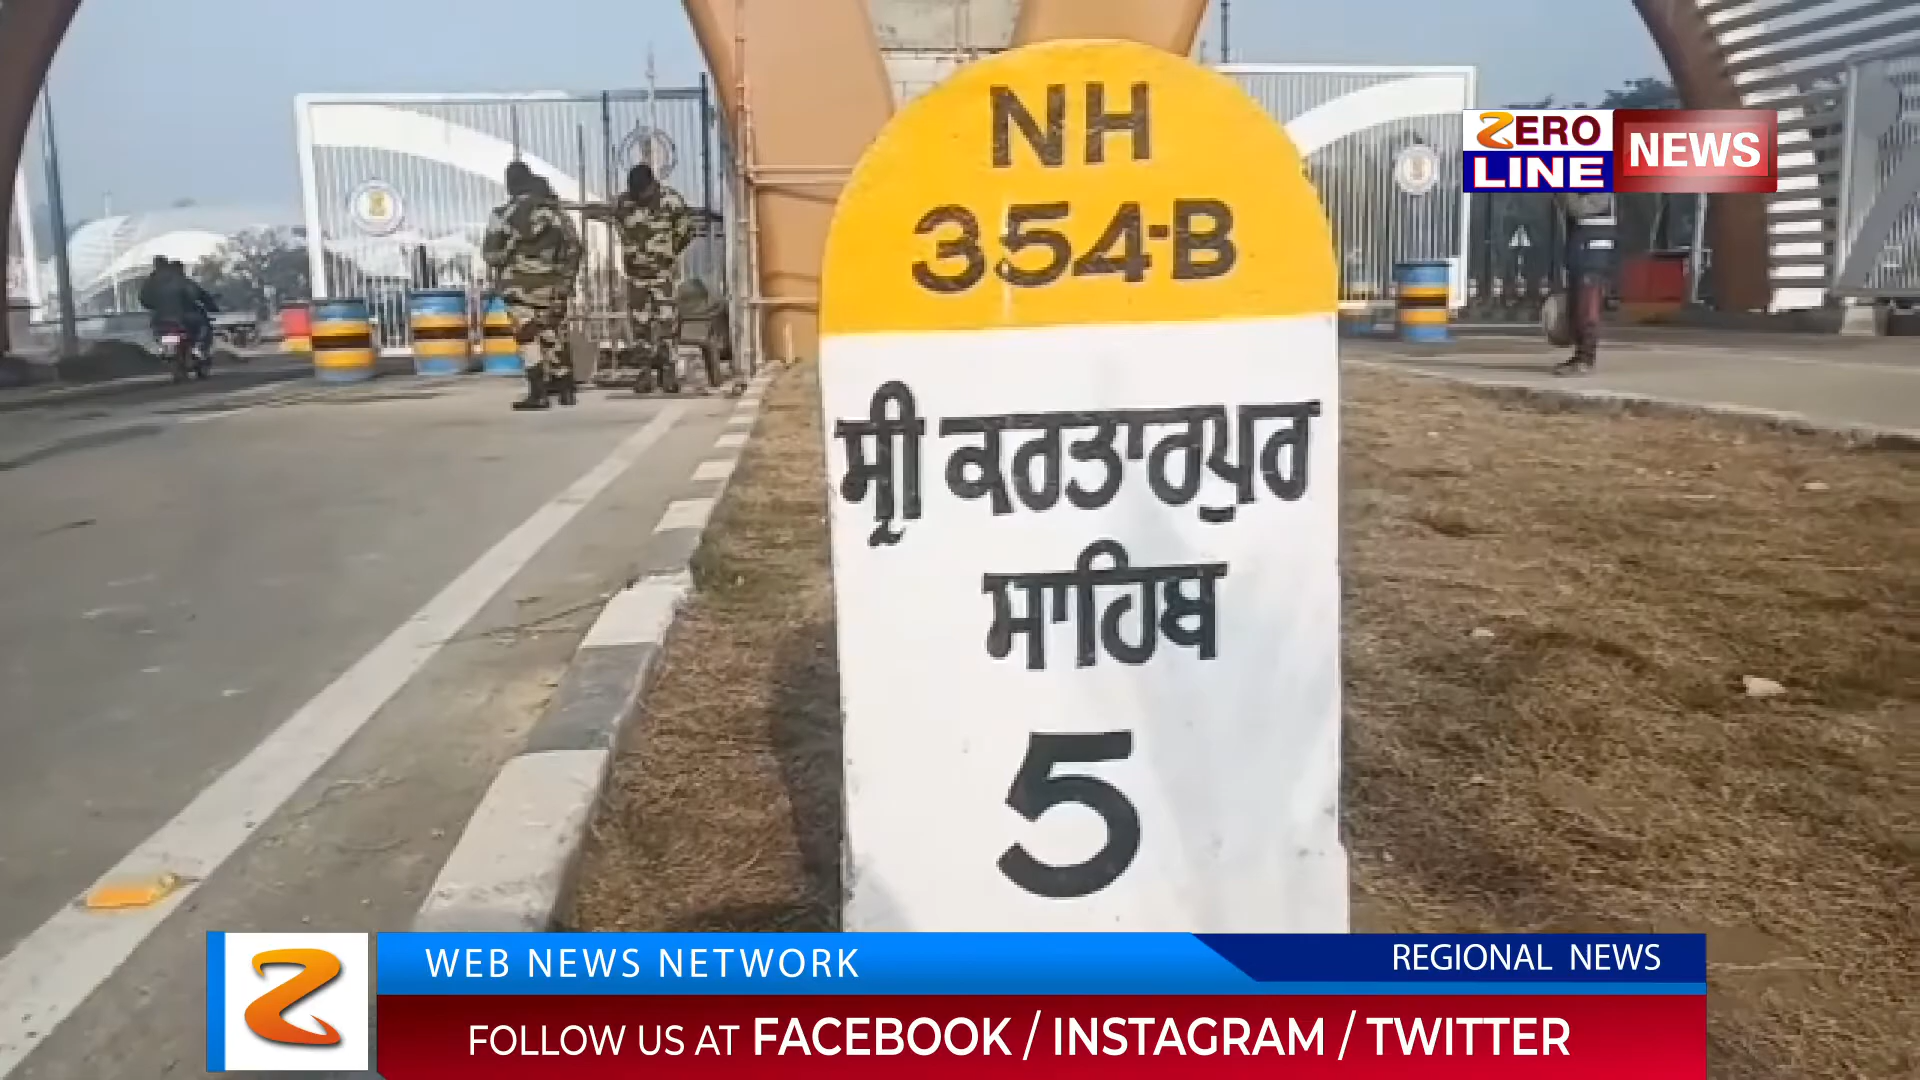 NH
354-B
ਸ੍ਰੀ ਕਰਤਾਰਪੁਰ
ਸਾਹਿਬ
5
ZERO
LINE NEWS
WEB NEWS NETWORK
REGIONAL NEWS
FOLLOW US AT FACEBOOK / INSTAGRAM / TWITTER